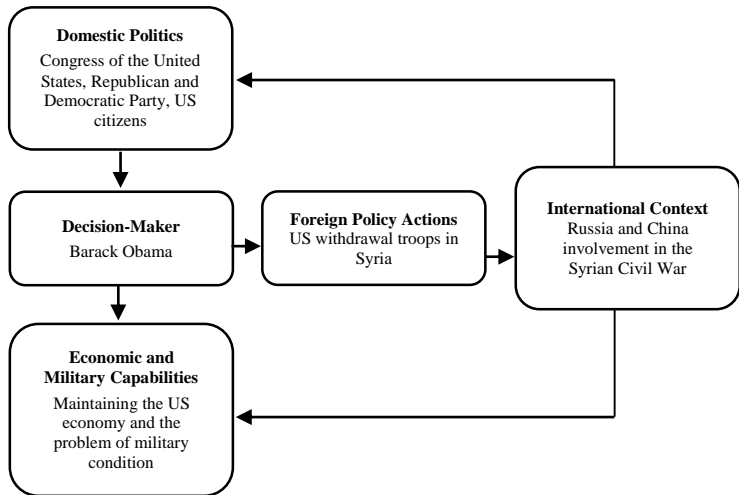 Domestic Politics
Congress of the United
States, Republican and
Democratic Party, US
citizens
Decision-Maker
Barack Obama
Foreign Policy Actions
US withdrawal troops in
Syria
International Context
Russia and China
involvement in the
Syrian Civil War
Economic and
Military Capabilities
Maintaining the US
economy and the
problem of military
condition